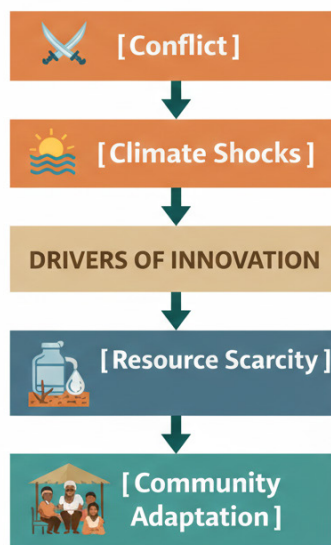 [Conflict]
[Climate Shocks]
DRIVERS OF INNOVATION
[Resource Scarcity]
[Community
Adaptation]